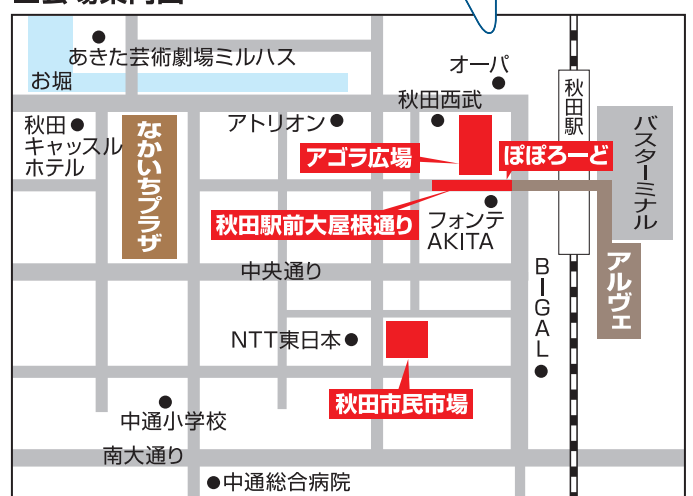 あきた芸術劇場ミルハス
お堀
オーパ
秋田西武
秋田駅
バスターミナル
秋田
キャッスル
ホテル
なかいちプラザ
アトリオン
アゴラ広場
ぽぽろーど
秋田駅前大屋根通り
フォンテ
AKITA
中央通り
BIGAL
アルヴェ
NTT東日本
秋田市民市場
中通小学校
南大通り
中通総合病院